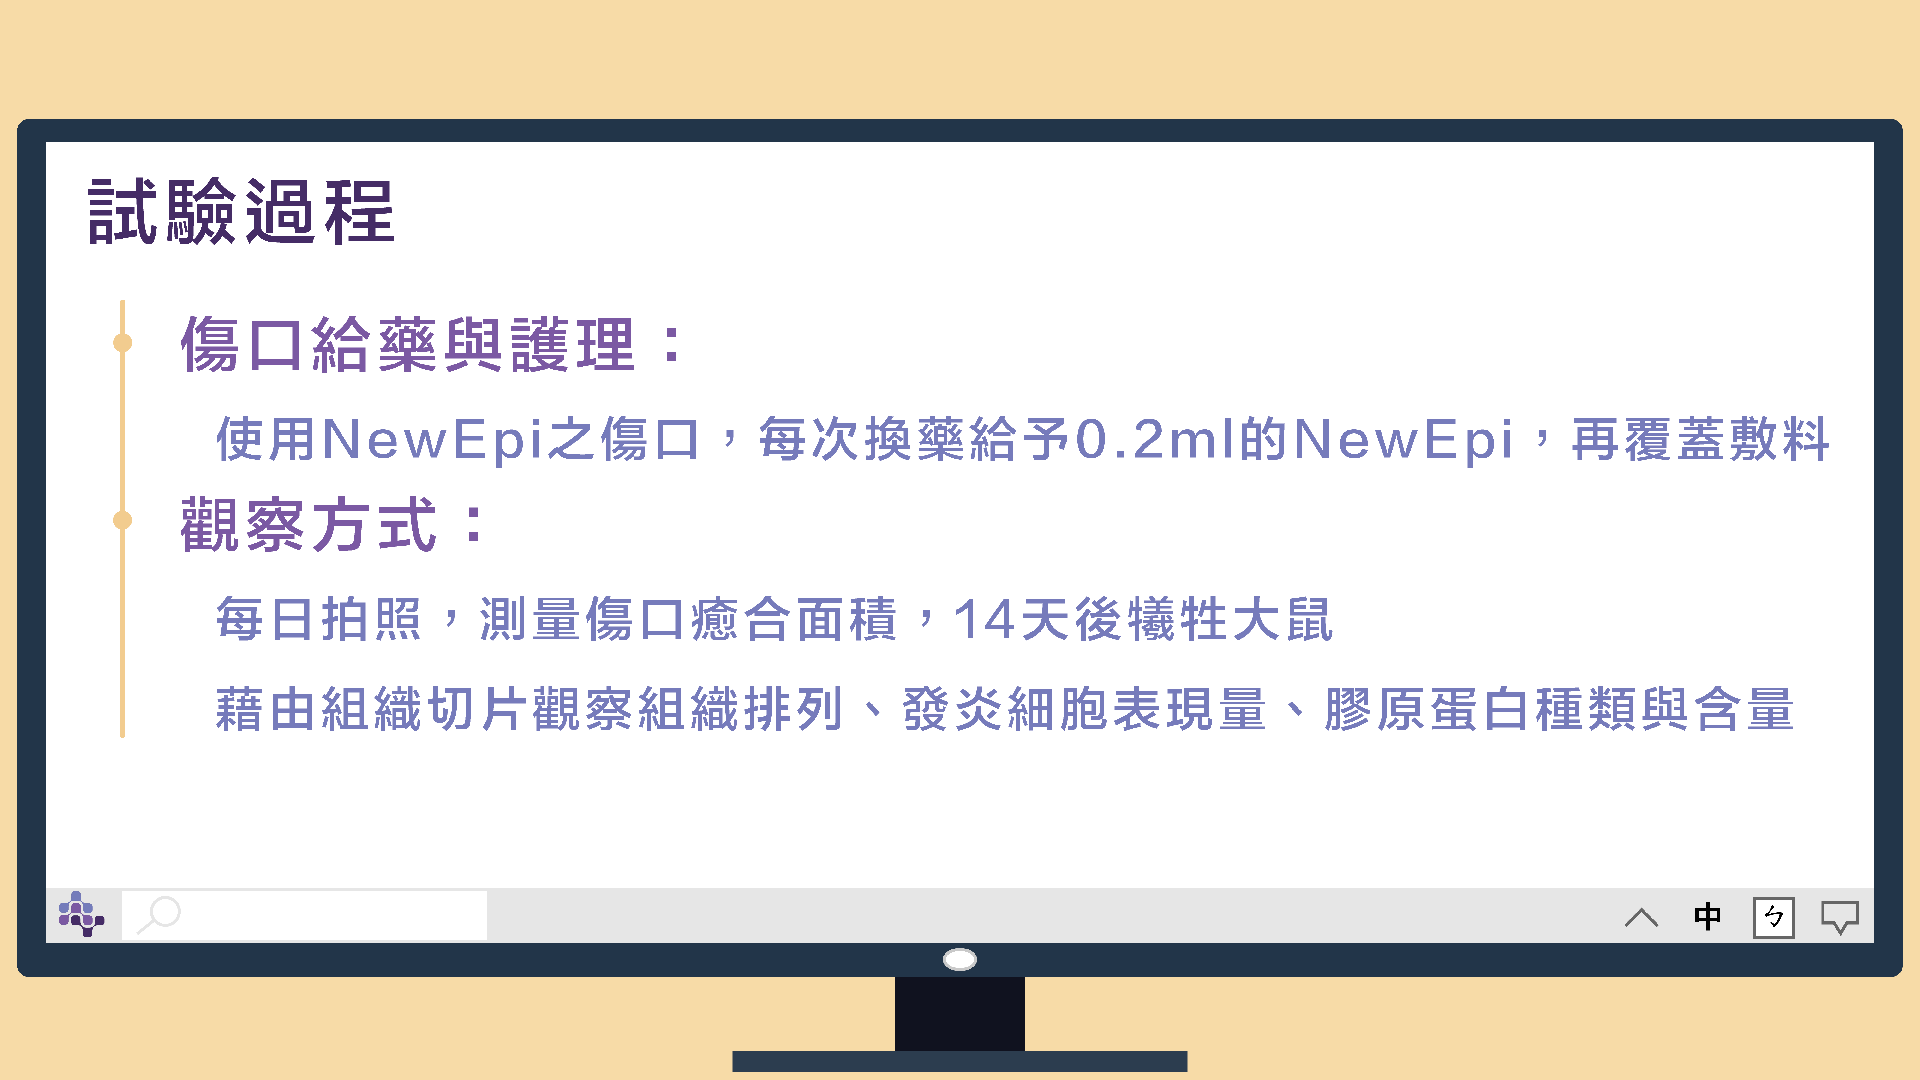 試驗過程
傷口給藥與護理：
使用NewEpi之傷口，每次換藥給予0.2ml的NewEpi，再覆蓋敷料
觀察方式：
每日拍照，測量傷口癒合面積，14天後犧牲大鼠
藉由組織切片觀察組織排列、發炎細胞表現量、膠原蛋白種類與含量
中 ㄅ